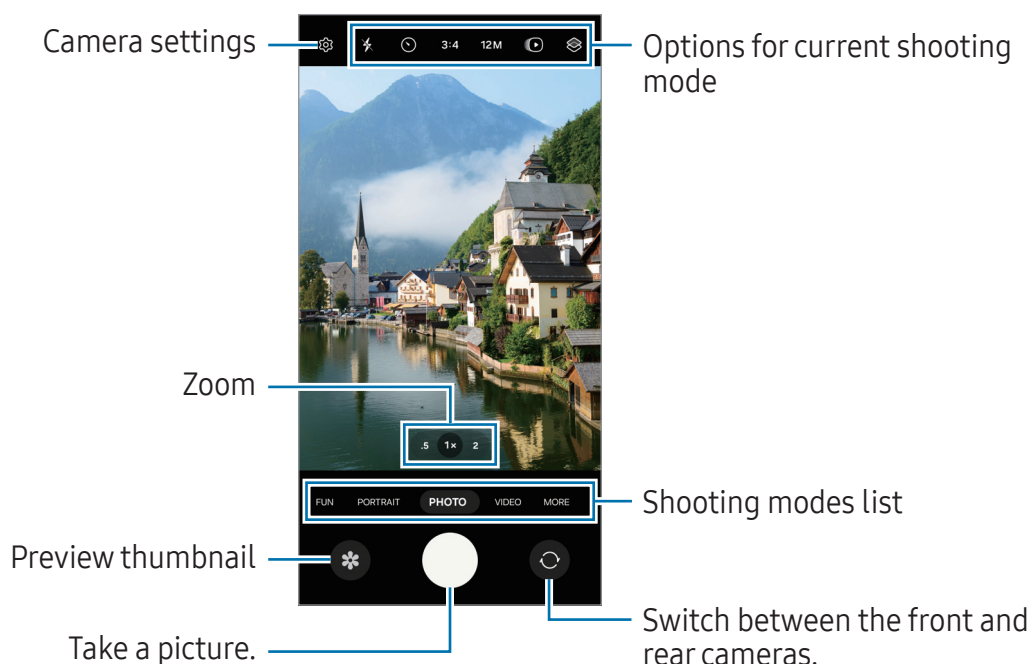 Camera settings
3:4 12M
Options for current shooting
mode
Zoom
.5 1× 2
FUN PORTRAIT PHOTO VIDEO MORE
Shooting modes list
Preview thumbnail
Take a picture.
Switch between the front and
rear cameras.